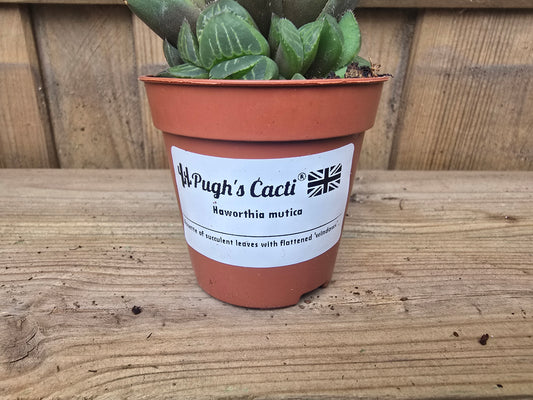 Pugh's Cacti®
Haworthia mutica
of succulent leaves with flattened